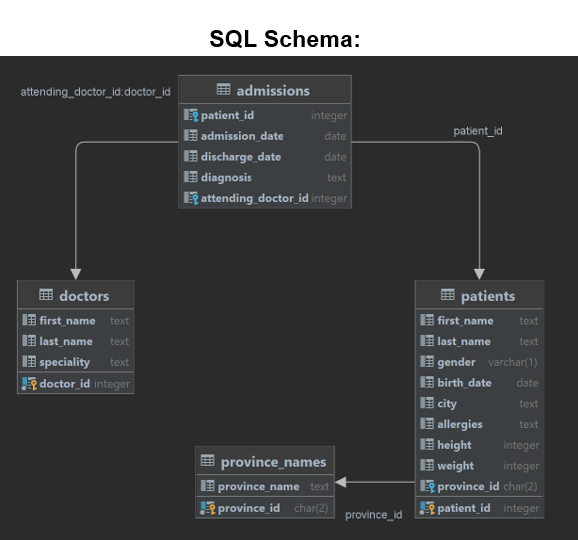 SQL Schema:
attending_doctor_id:doctor_id
admissions
patient_id integer
admission_date date
discharge_date date
diagnosis text
attending_doctor_id integer
patient_id
doctors
first_name text
last_name text
speciality text
doctor_id integer
patients
first_name text
last_name text
gender varchar(1)
birth_date date
city text
allergies text
height integer
weight integer
province_id char(2)
patient_id integer
province_names
province_name text
province_id char(2)
province_id